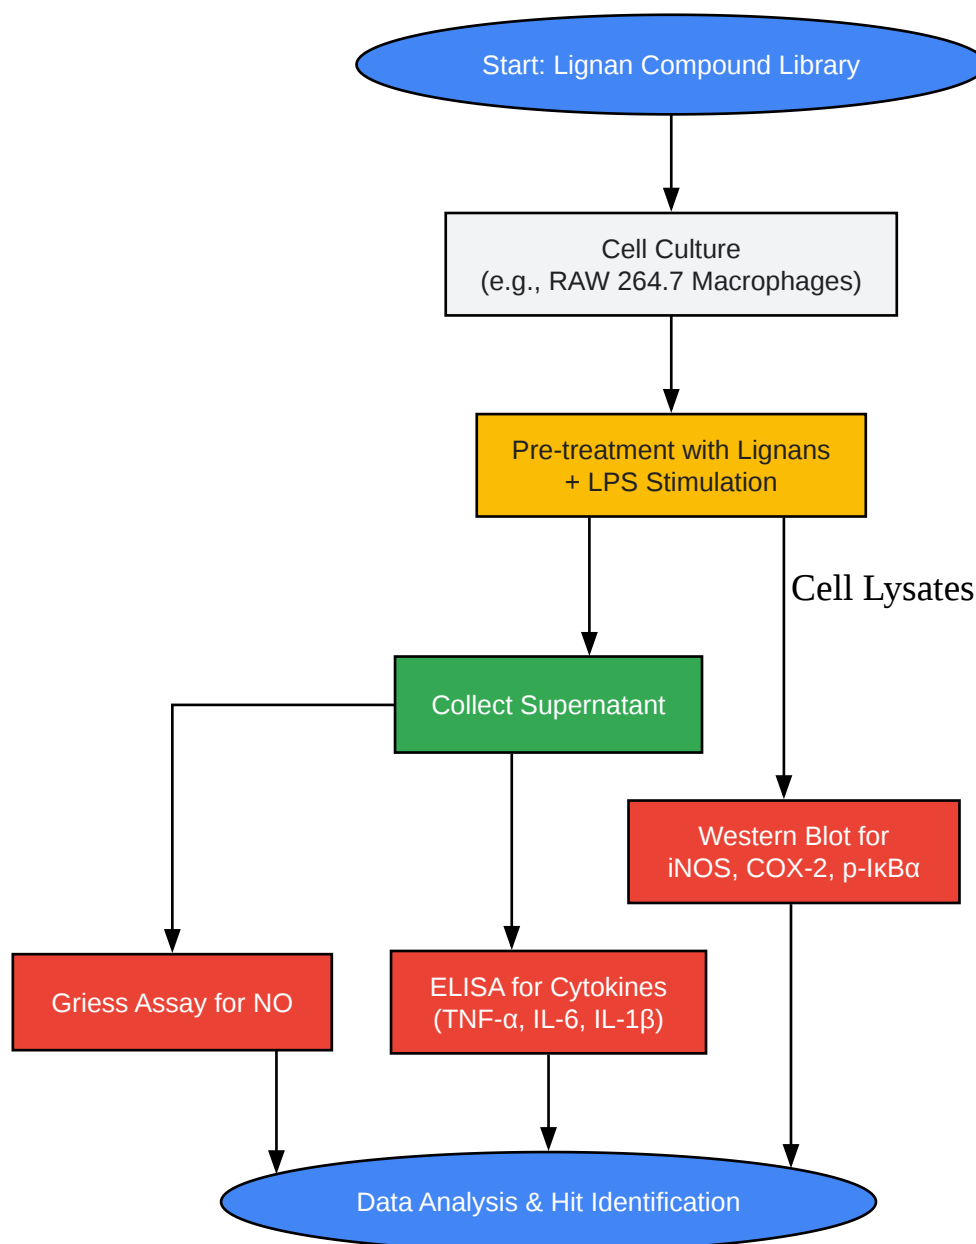 Start: Lignan Compound Library
Cell Culture
(e.g., RAW 264.7 Macrophages)
Pre-treatment with Lignans
+ LPS Stimulation
Cell Lysates
Collect Supernatant
Western Blot for
iNOS, COX-2, p-IκBα
Griess Assay for NO
ELISA for Cytokines
(TNF-α, IL-6, IL-1β)
Data Analysis & Hit Identification